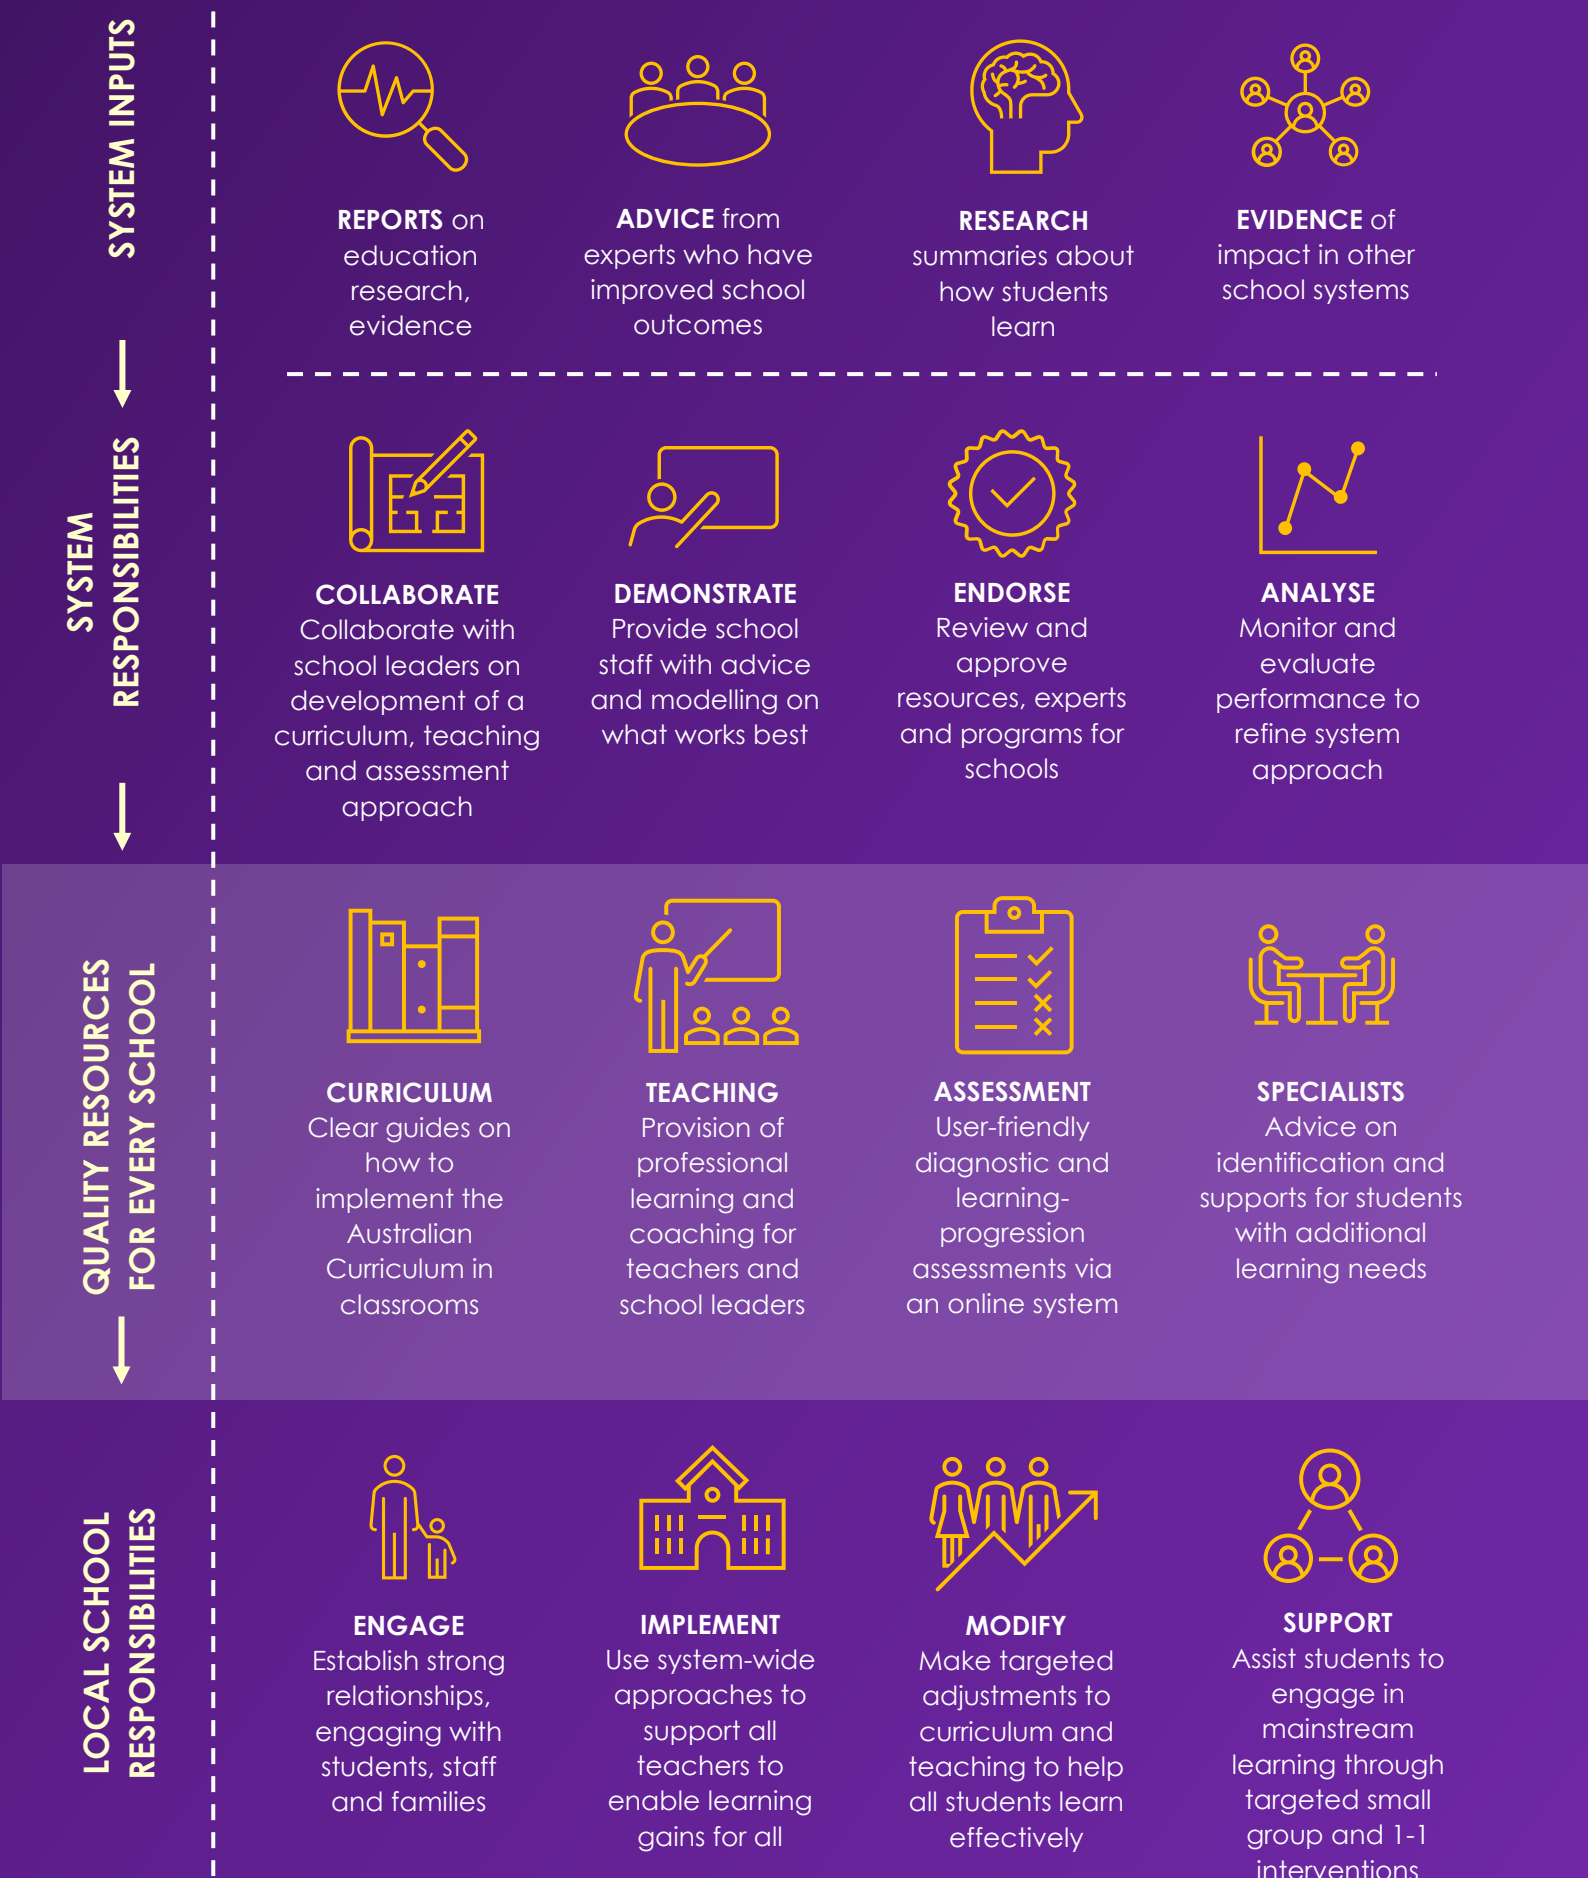 SYSTEM INPUTS
REPORTS on
education
research,
evidence
ADVICE from
experts who have
improved school
outcomes
RESEARCH
summaries about
how students
learn
EVIDENCE of
impact in other
school systems
SYSTEM
RESPONSIBILITIES
COLLABORATE
Collaborate with
school leaders on
development of a
curriculum, teaching
and assessment
approach
DEMONSTRATE
Provide school
staff with advice
and modelling on
what works best
ENDORSE
Review and
approve
resources, experts
and programs for
schools
ANALYSE
Monitor and
evaluate
performance to
refine system
approach
QUALITY RESOURCES
FOR EVERY SCHOOL
CURRICULUM
Clear guides on
how to
implement the
Australian
Curriculum in
classrooms
TEACHING
Provision of
professional
learning and
coaching for
teachers and
school leaders
ASSESSMENT
User-friendly
diagnostic and
learning-
progression
assessments via
an online system
SPECIALISTS
Advice on
identification and
supports for students
with additional
learning needs
LOCAL SCHOOL
RESPONSIBILITIES
ENGAGE
Establish strong
relationships,
engaging with
students, staff
and families
IMPLEMENT
Use system-wide
approaches to
support all
teachers to
enable learning
gains for all
MODIFY
Make targeted
adjustments to
curriculum and
teaching to help
all students learn
effectively
SUPPORT
Assist students to
engage in
mainstream
learning through
targeted small
group and 1-1
interventions